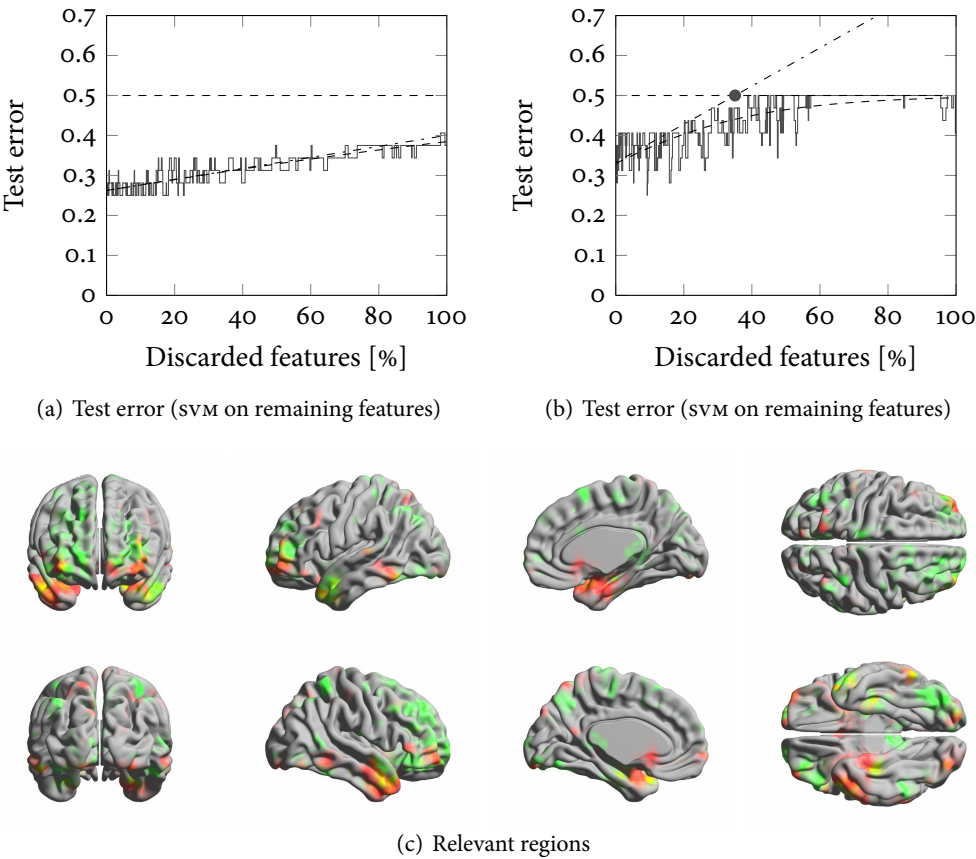 0.7
0.6
0.5
0.4
0.3
0.2
0.1
0
Test error
0 20 40 60 80 100
Discarded features [%]
(a) Test error (SVM on remaining features)
0.7
0.6
0.5
0.4
0.3
0.2
0.1
0
Test error
0 20 40 60 80 100
Discarded features [%]
(b) Test error (SVM on remaining features)
(c) Relevant regions